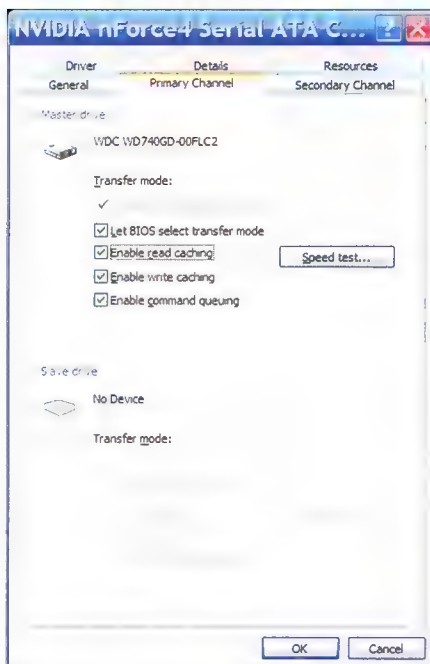 NVIDIA nForce4 Serial ATA C...
Driver Details Resources
General Primary Channel Secondary Channel
Master drive
WDC WD740GD-00FLC2
Transfer mode:
Let BIOS select transfer mode
Enable read caching
Speed test...
Enable write caching
Enable command queuing
Slave drive
No Device
Transfer mode:
OK Cancel